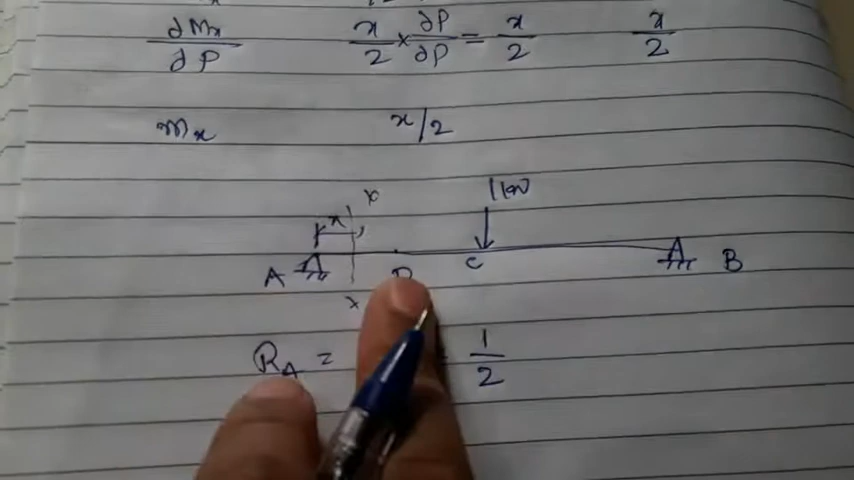 ∂Mx/∂P x/2 × ∂P/∂P = x/2 x/2
Mx x/2
x 1kN
x
A C B
x
RA = 1/2